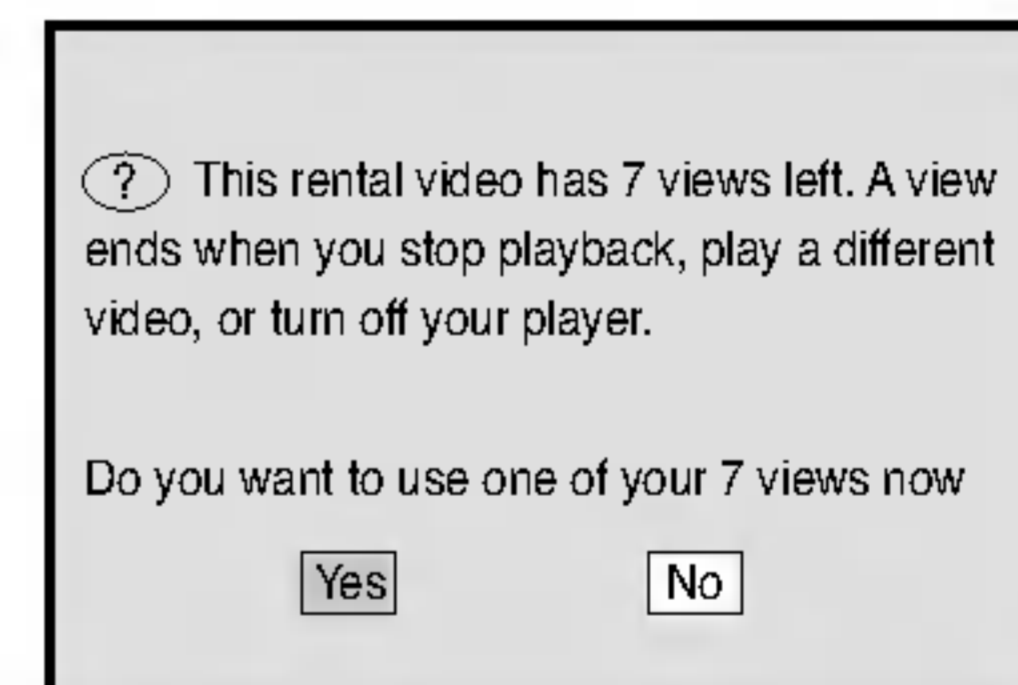 ? This rental video has 7 views left. A view
ends when you stop playback, play a different
video, or turn off your player.
Do you want to use one of your 7 views now
Yes No